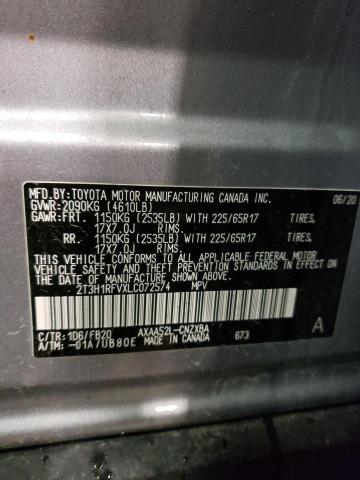 MFD.BY:TOYOTA MOTOR MANUFACTURING CANADA INC. 06/20
GVWR:2090KG (4610LB)
GAWR:FRT. 1150KG (2535LB) WITH 225/65R17 TIRES,
17X7.0J RIMS.
RR. 1150KG (2535LB) WITH 225/65R17 TIRES,
17X7.0J RIMS.
THIS VEHICLE CONFORMS TO ALL APPLICABLE FEDERAL
MOTOR VEHICLE SAFETY STANDARDS IN EFFECT ON THE
DATE OF MANUFACTURE SHOWN ABOVE.
2T3H1RFVXLC072574 MPV
C/TR:1D6/FB20 AXAA52L-CNZXBA A
A/TM:-01A/UB80E MADE IN CANADA 673